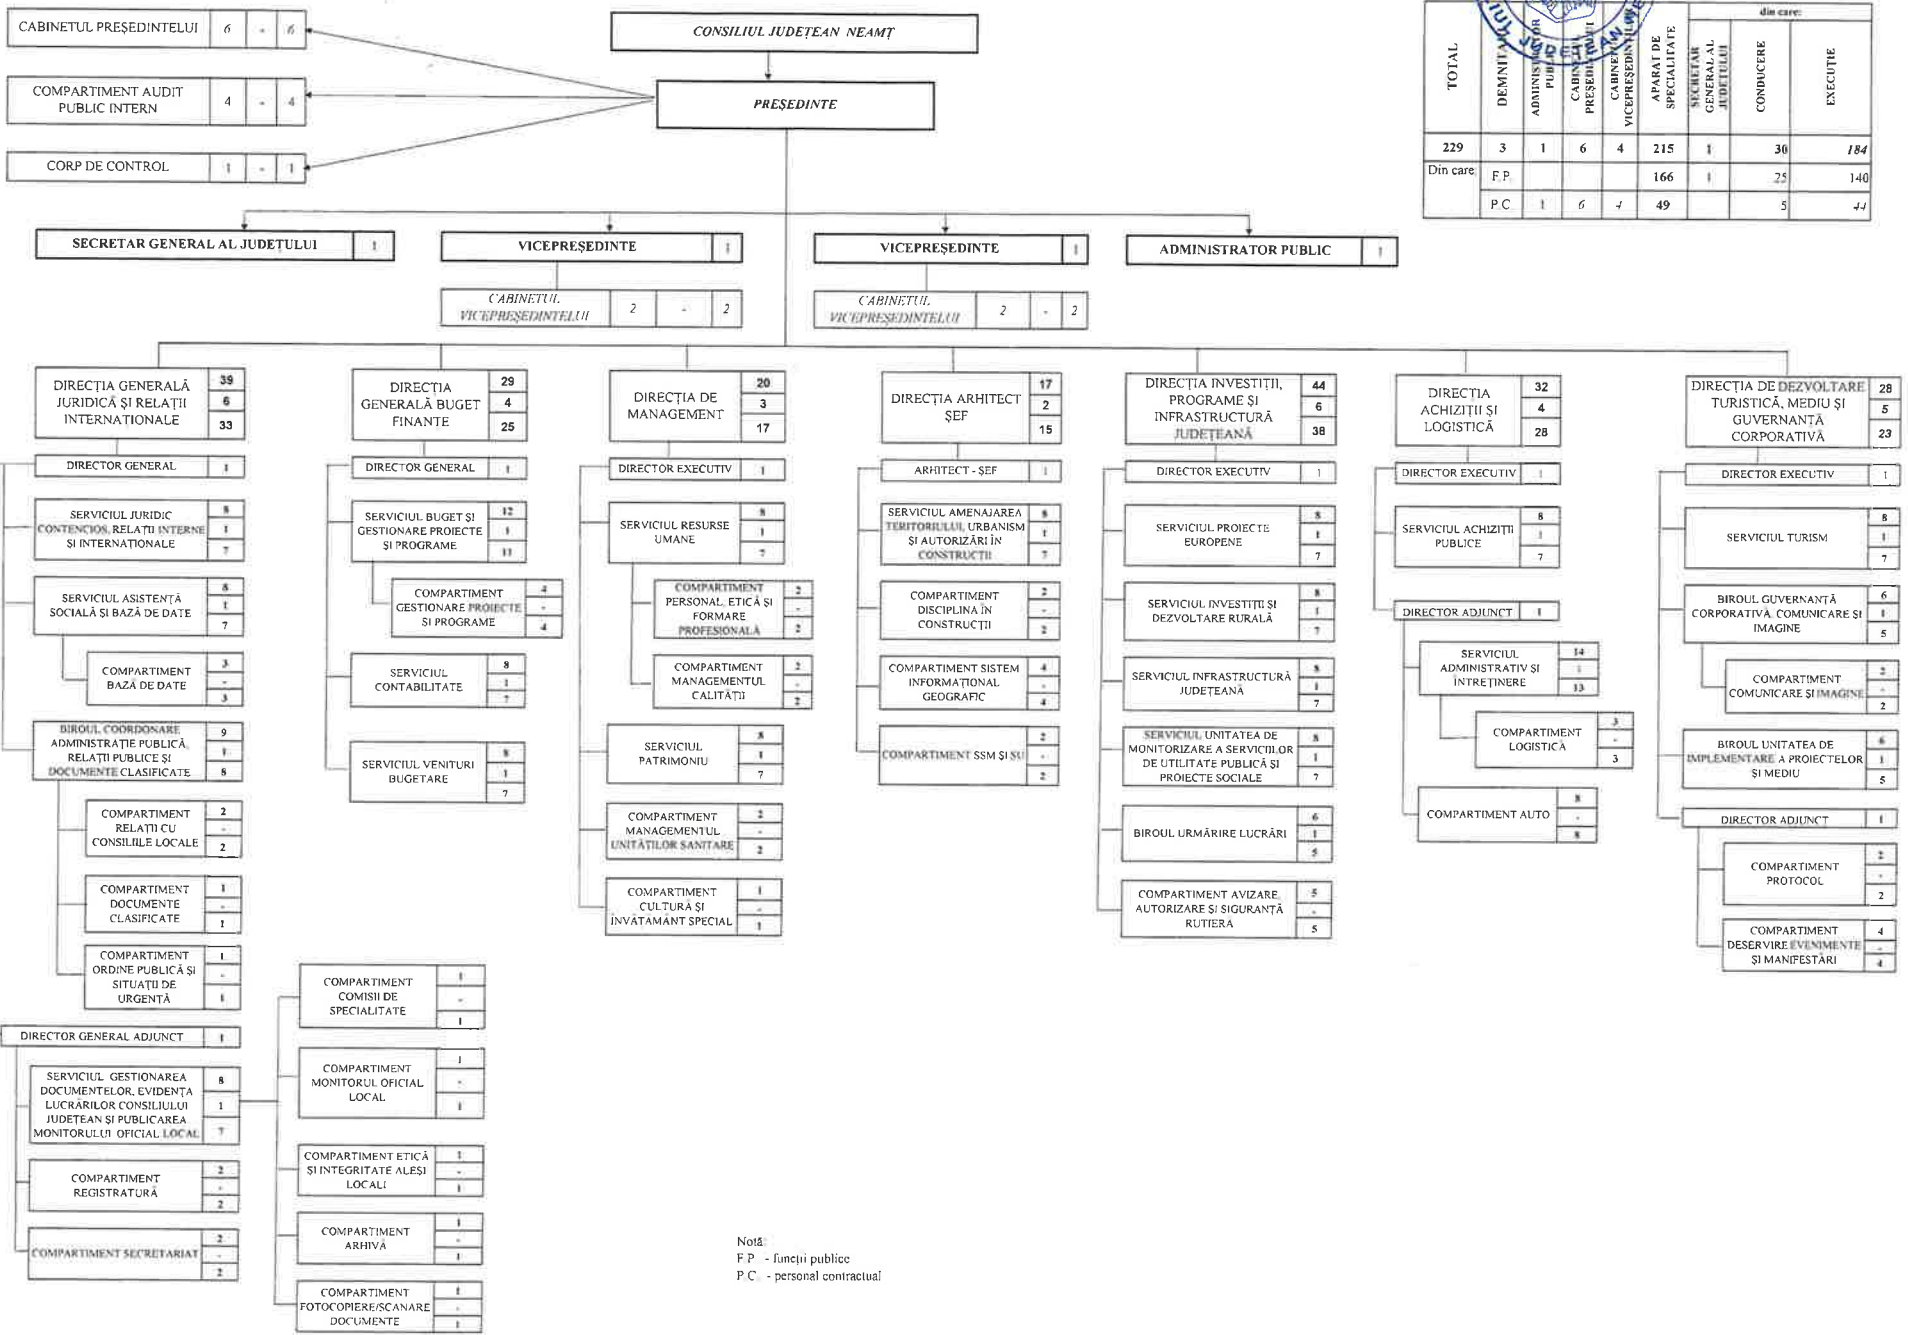 CABINETUL PREȘEDINTELUI 6 - 6
COMPARTIMENT AUDIT
PUBLIC INTERN 4 - 4
CORP DE CONTROL 1 - 1
CONSILIUL JUDEȚEAN NEAMȚ
PREȘEDINTE
din care:
TOTAL
DEMNITARI
ADMINISTRATOR
PUBLIC
CABINETUL
PREȘEDINTELUI
CABINETUL
VICEPREȘEDINTELUI
APARAT DE
SPECIALITATE
SECRETAR
GENERAL AL
JUDEȚULUI
CONDUCERE
EXECUȚIE
229 3 1 6 4 215 1 30 184
Din care: F.P. 166 1 25 140
P.C. 1 6 4 49 5 44
JUDEȚEAN
SECRETAR GENERAL AL JUDEȚULUI 1
VICEPREȘEDINTE 1
VICEPREȘEDINTE 1
ADMINISTRATOR PUBLIC 1
CABINETUL
VICEPREȘEDINTELUI 2 - 2
CABINETUL
VICEPREȘEDINTELUI 2 - 2
DIRECȚIA GENERALĂ
JURIDICĂ ȘI RELAȚII
INTERNAȚIONALE
39
6
33
DIRECTOR GENERAL 1
SERVICIUL JURIDIC
CONTENCIOS, RELAȚII INTERNE
ȘI INTERNAȚIONALE
8
1
7
SERVICIUL ASISTENȚĂ
SOCIALĂ ȘI BAZĂ DE DATE
8
1
7
COMPARTIMENT
BAZĂ DE DATE
3
-
3
BIROUL COORDONARE
ADMINISTRAȚIE PUBLICĂ,
RELAȚII PUBLICE ȘI
DOCUMENTE CLASIFICATE
9
1
8
COMPARTIMENT
RELAȚII CU
CONSILIILE LOCALE
2
-
2
COMPARTIMENT
DOCUMENTE
CLASIFICATE
1
-
1
COMPARTIMENT
ORDINE PUBLICĂ ȘI
SITUAȚII DE
URGENȚĂ
1
-
1
DIRECTOR GENERAL ADJUNCT 1
SERVICIUL GESTIONAREA
DOCUMENTELOR, EVIDENȚA
LUCRĂRILOR CONSILIULUI
JUDEȚEAN ȘI PUBLICAREA
MONITORULUI OFICIAL LOCAL
8
1
7
COMPARTIMENT
REGISTRATURĂ
2
-
2
COMPARTIMENT SECRETARIAT
2
-
2
COMPARTIMENT
COMISII DE
SPECIALITATE
1
-
1
COMPARTIMENT
MONITORUL OFICIAL
LOCAL
1
-
1
COMPARTIMENT ETICĂ
ȘI INTEGRITATE ALEȘI
LOCALI
1
-
1
COMPARTIMENT
ARHIVĂ
1
-
1
COMPARTIMENT
FOTOCOPIERE/SCANARE
DOCUMENTE
1
-
1
DIRECȚIA
GENERALĂ BUGET
FINANTE
29
4
25
DIRECTOR GENERAL 1
SERVICIUL BUGET ȘI
GESTIONARE PROIECTE
ȘI PROGRAME
12
1
11
COMPARTIMENT
GESTIONARE PROIECTE
ȘI PROGRAME
4
-
4
SERVICIUL
CONTABILITATE
8
1
7
SERVICIUL VENITURI
BUGETARE
8
1
7
DIRECȚIA DE
MANAGEMENT
20
3
17
DIRECTOR EXECUTIV 1
SERVICIUL RESURSE
UMANE
8
1
7
COMPARTIMENT
PERSONAL, ETICĂ ȘI
FORMARE
PROFESIONALĂ
2
-
2
COMPARTIMENT
MANAGEMENTUL
CALITĂȚII
2
-
2
SERVICIUL
PATRIMONIU
8
1
7
COMPARTIMENT
MANAGEMENTUL
UNITĂȚILOR SANITARE
2
-
2
COMPARTIMENT
CULTURĂ ȘI
ÎNVĂȚĂMÂNT SPECIAL
1
-
1
DIRECȚIA ARHITECT
ȘEF
17
2
15
ARHITECT - ȘEF 1
SERVICIUL AMENAJAREA
TERITORIULUI, URBANISM
ȘI AUTORIZĂRI ÎN
CONSTRUCȚII
8
1
7
COMPARTIMENT
DISCIPLINA ÎN
CONSTRUCȚII
2
-
2
COMPARTIMENT SISTEM
INFORMAȚIONAL
GEOGRAFIC
4
-
4
COMPARTIMENT SSM ȘI SU
2
-
2
DIRECȚIA INVESTIȚII,
PROGRAME ȘI
INFRASTRUCTURĂ
JUDEȚEANĂ
44
6
38
DIRECTOR EXECUTIV 1
SERVICIUL PROIECTE
EUROPENE
8
1
7
SERVICIUL INVESTIȚII ȘI
DEZVOLTARE RURALĂ
8
1
7
SERVICIUL INFRASTRUCTURĂ
JUDEȚEANĂ
8
1
7
SERVICIUL UNITATEA DE
MONITORIZARE A SERVICIILOR
DE UTILITATE PUBLICĂ ȘI
PROIECTE SOCIALE
8
1
7
BIROUL URMĂRIRE LUCRĂRI
6
1
5
COMPARTIMENT AVIZARE,
AUTORIZARE ȘI SIGURANȚĂ
RUTIERĂ
5
-
5
DIRECȚIA
ACHIZIȚII ȘI
LOGISTICĂ
32
4
28
DIRECTOR EXECUTIV 1
SERVICIUL ACHIZIȚII
PUBLICE
8
1
7
DIRECTOR ADJUNCT 1
SERVICIUL
ADMINISTRATIV ȘI
ÎNTREȚINERE
14
1
13
COMPARTIMENT
LOGISTICĂ
3
-
3
COMPARTIMENT AUTO
8
-
8
DIRECȚIA DE DEZVOLTARE
TURISTICĂ, MEDIU ȘI
GUVERNANȚĂ
CORPORATIVĂ
28
5
23
DIRECTOR EXECUTIV 1
SERVICIUL TURISM
8
1
7
BIROUL GUVERNANȚĂ
CORPORATIVĂ, COMUNICARE ȘI
IMAGINE
6
1
5
COMPARTIMENT
COMUNICARE ȘI IMAGINE
2
-
2
BIROUL UNITATEA DE
IMPLEMENTARE A PROIECTELOR
ȘI MEDIU
6
1
5
DIRECTOR ADJUNCT 1
COMPARTIMENT
PROTOCOL
2
-
2
COMPARTIMENT
DESERVIRE EVENIMENTE
ȘI MANIFESTĂRI
4
-
4
Notă:
F.P. - funcții publice
P.C. - personal contractual